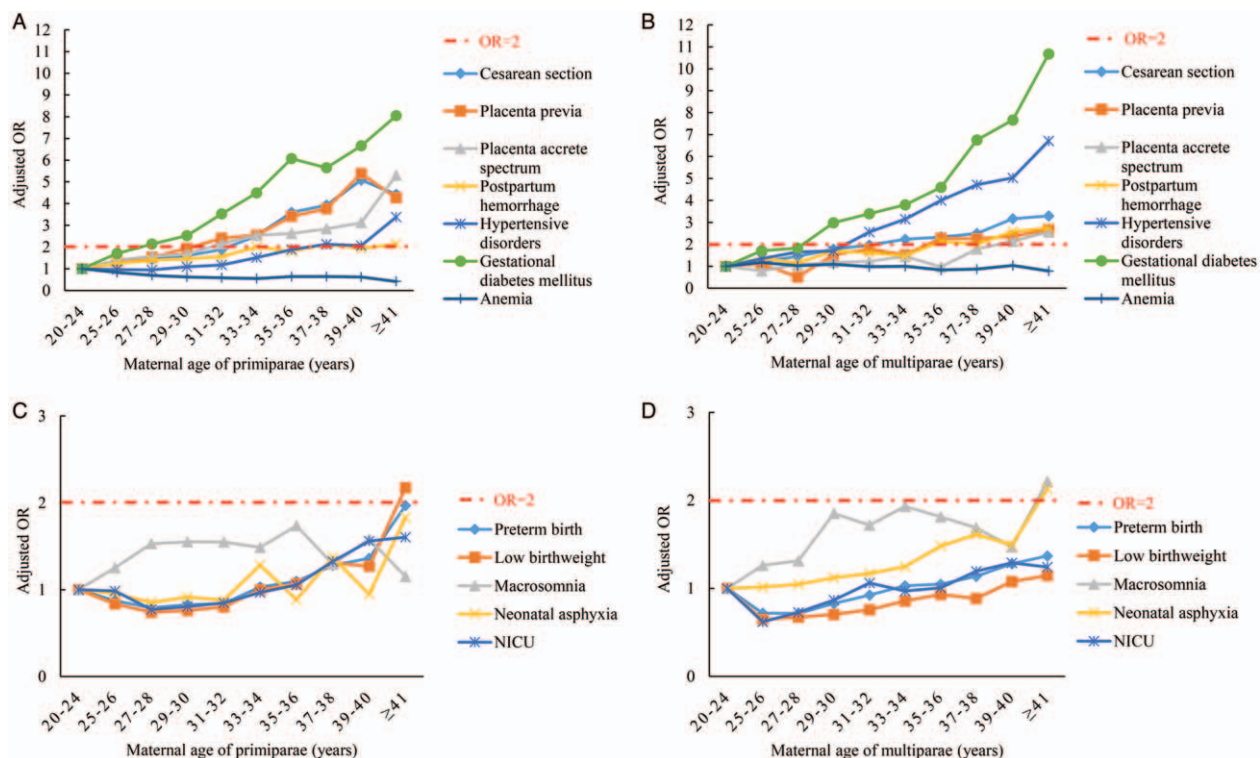 A
Adjusted OR
12
11
10
9
8
7
6
5
4
3
2
1
0
20-24
25-26
27-28
29-30
31-32
33-34
35-36
37-38
39-40
≥41
Maternal age of primiparae (years)
OR=2
Cesarean section
Placenta previa
Placenta accrete
spectrum
Postpartum
hemorrhage
Hypertensive
disorders
Gestational
diabetes mellitus
Anemia
B
Adjusted OR
12
11
10
9
8
7
6
5
4
3
2
1
0
20-24
25-26
27-28
29-30
31-32
33-34
35-36
37-38
39-40
≥41
Maternal age of multiparae (years)
OR=2
Cesarean section
Placenta previa
Placenta accrete
spectrum
Postpartum
hemorrhage
Hypertensive
disorders
Gestational
diabetes mellitus
Anemia
C
Adjusted OR
3
2
1
0
20-24
25-26
27-28
29-30
31-32
33-34
35-36
37-38
39-40
≥41
Maternal age of primiparae (years)
OR=2
Preterm birth
Low birthweight
Macrosomnia
Neonatal asphyxia
NICU
D
Adjusted OR
3
2
1
0
20-24
25-26
27-28
29-30
31-32
33-34
35-36
37-38
39-40
≥41
Maternal age of multiparae (years)
OR=2
Preterm birth
Low birthweight
Macrosomnia
Neonatal asphyxia
NICU